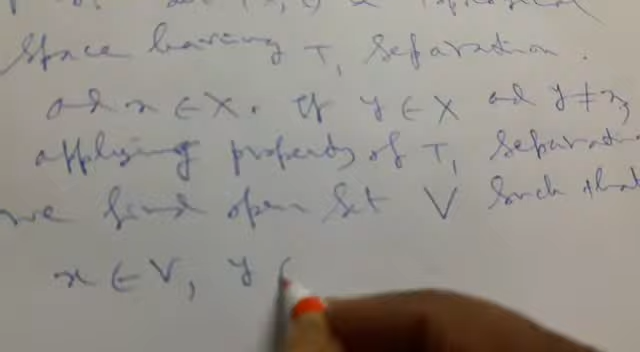 space having T₁ separation.
and x ∈ X. If y ∈ X and y ≠ x,
applying property of T₁ separation
we find open set V such that
x ∈ V, y